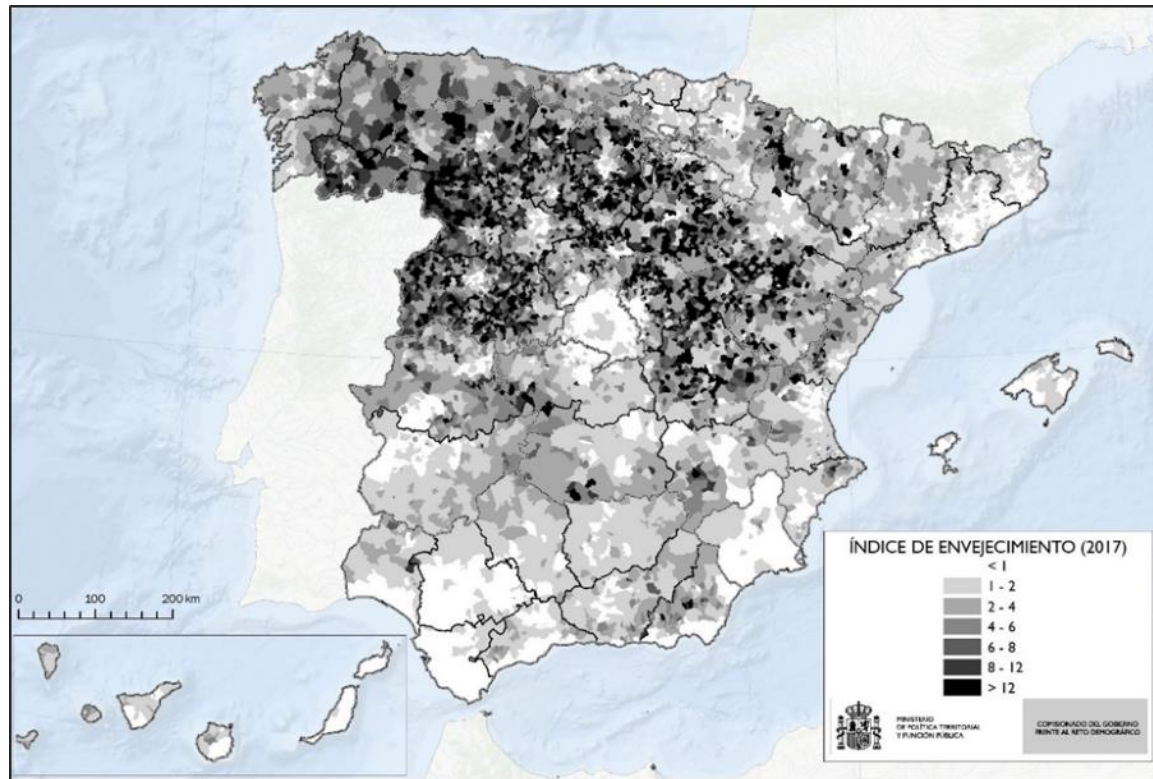 0 100 200 km
ÍNDICE DE ENVEJECIMIENTO (2017)
< 1
1 - 2
2 - 4
4 - 6
6 - 8
8 - 12
> 12
MINISTERIO
DE POLÍTICA TERRITORIAL
Y FUNCIÓN PÚBLICA
COMISIONADO DEL GOBIERNO
FRENTE AL RETO DEMOGRÁFICO